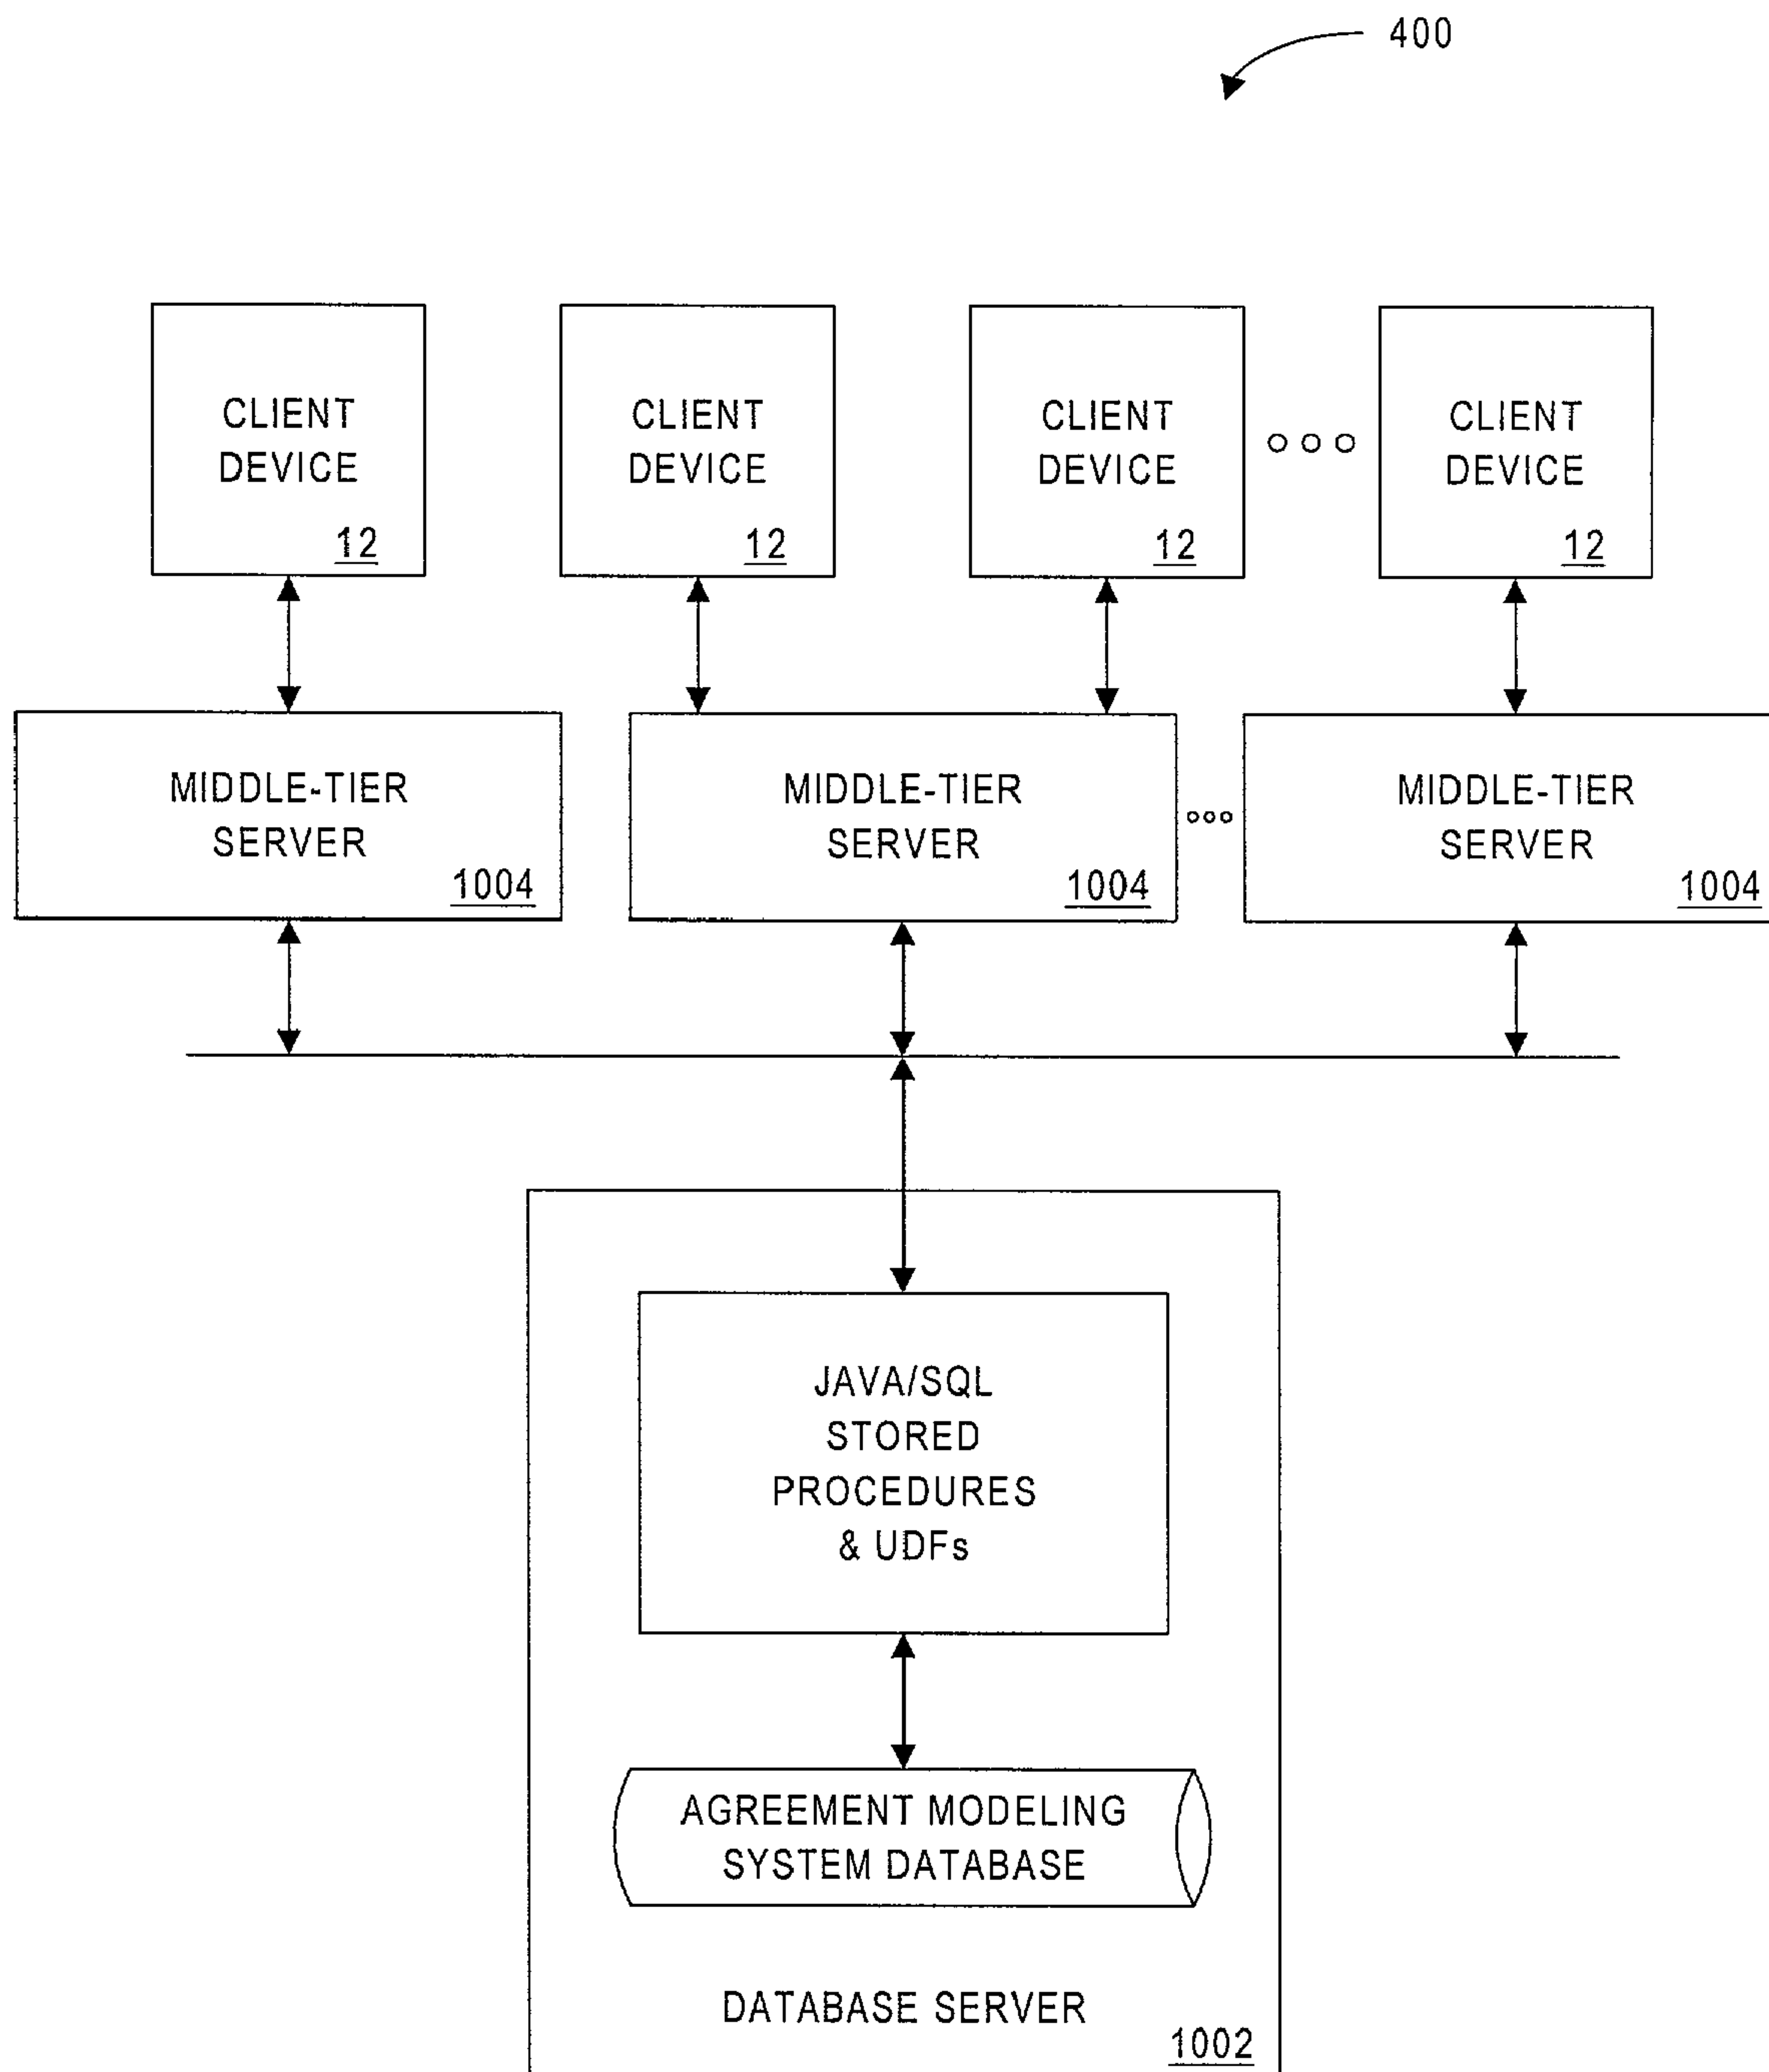 400
CLIENT
DEVICE
12
CLIENT
DEVICE
12
CLIENT
DEVICE
12
CLIENT
DEVICE
12
MIDDLE-TIER
SERVER
1004
MIDDLE-TIER
SERVER
1004
MIDDLE-TIER
SERVER
1004
JAVA/SQL
STORED
PROCEDURES
& UDFs
AGREEMENT MODELING
SYSTEM DATABASE
DATABASE SERVER
1002